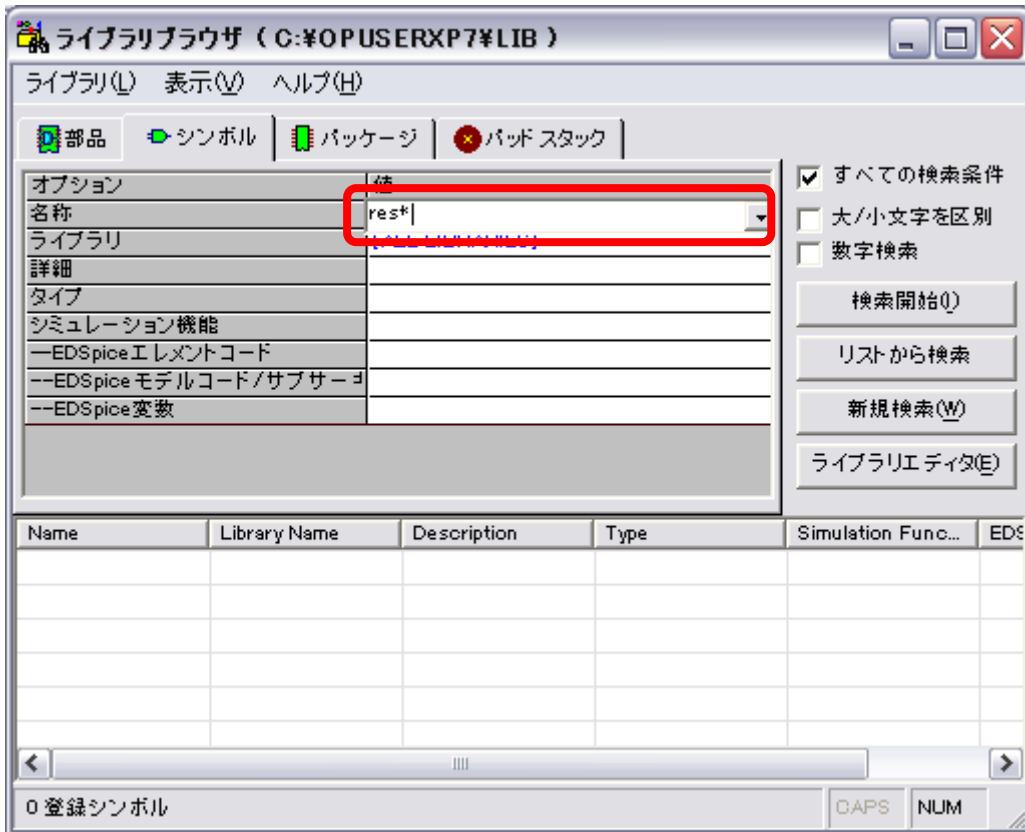 ライブラリブラウザ ( C:¥OPUSERXP7¥LIB )
ライブラリ(L) 表示(V) ヘルプ(H)
部品 シンボル パッケージ パッド スタック
オプション 値
名称 res*
ライブラリ
詳細
タイプ
シミュレーション機能
ーEDSpiceエレメントコード
--EDSpice モデルコード/サブサー
--EDSpice変数
すべての検索条件
大/小文字を区別
数字検索
検索開始(I)
リストから検索
新規検索(W)
ライブラリエディタ(E)
Name Library Name Description Type Simulation Func... EDS
0 登録シンボル
CAPS NUM